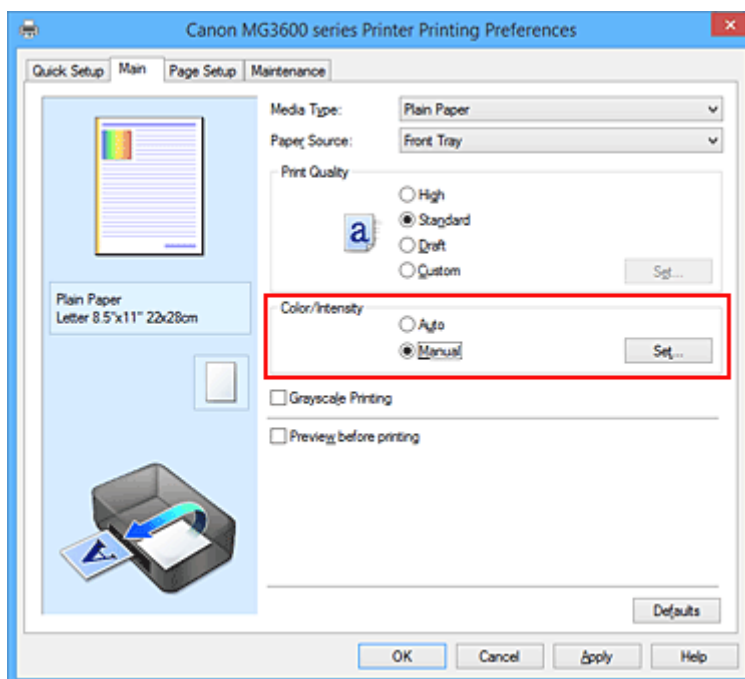 Canon MG3600 series Printer Printing Preferences
Quick Setup Main Page Setup Maintenance
Media Type: Plain Paper
Paper Source: Front Tray
Print Quality
High
Standard
Draft
Custom Set...
a
Plain Paper
Letter 8.5"x11" 22x28cm
Color/Intensity
Auto
Manual Set...
Grayscale Printing
Preview before printing
A
Defaults
OK Cancel Apply Help